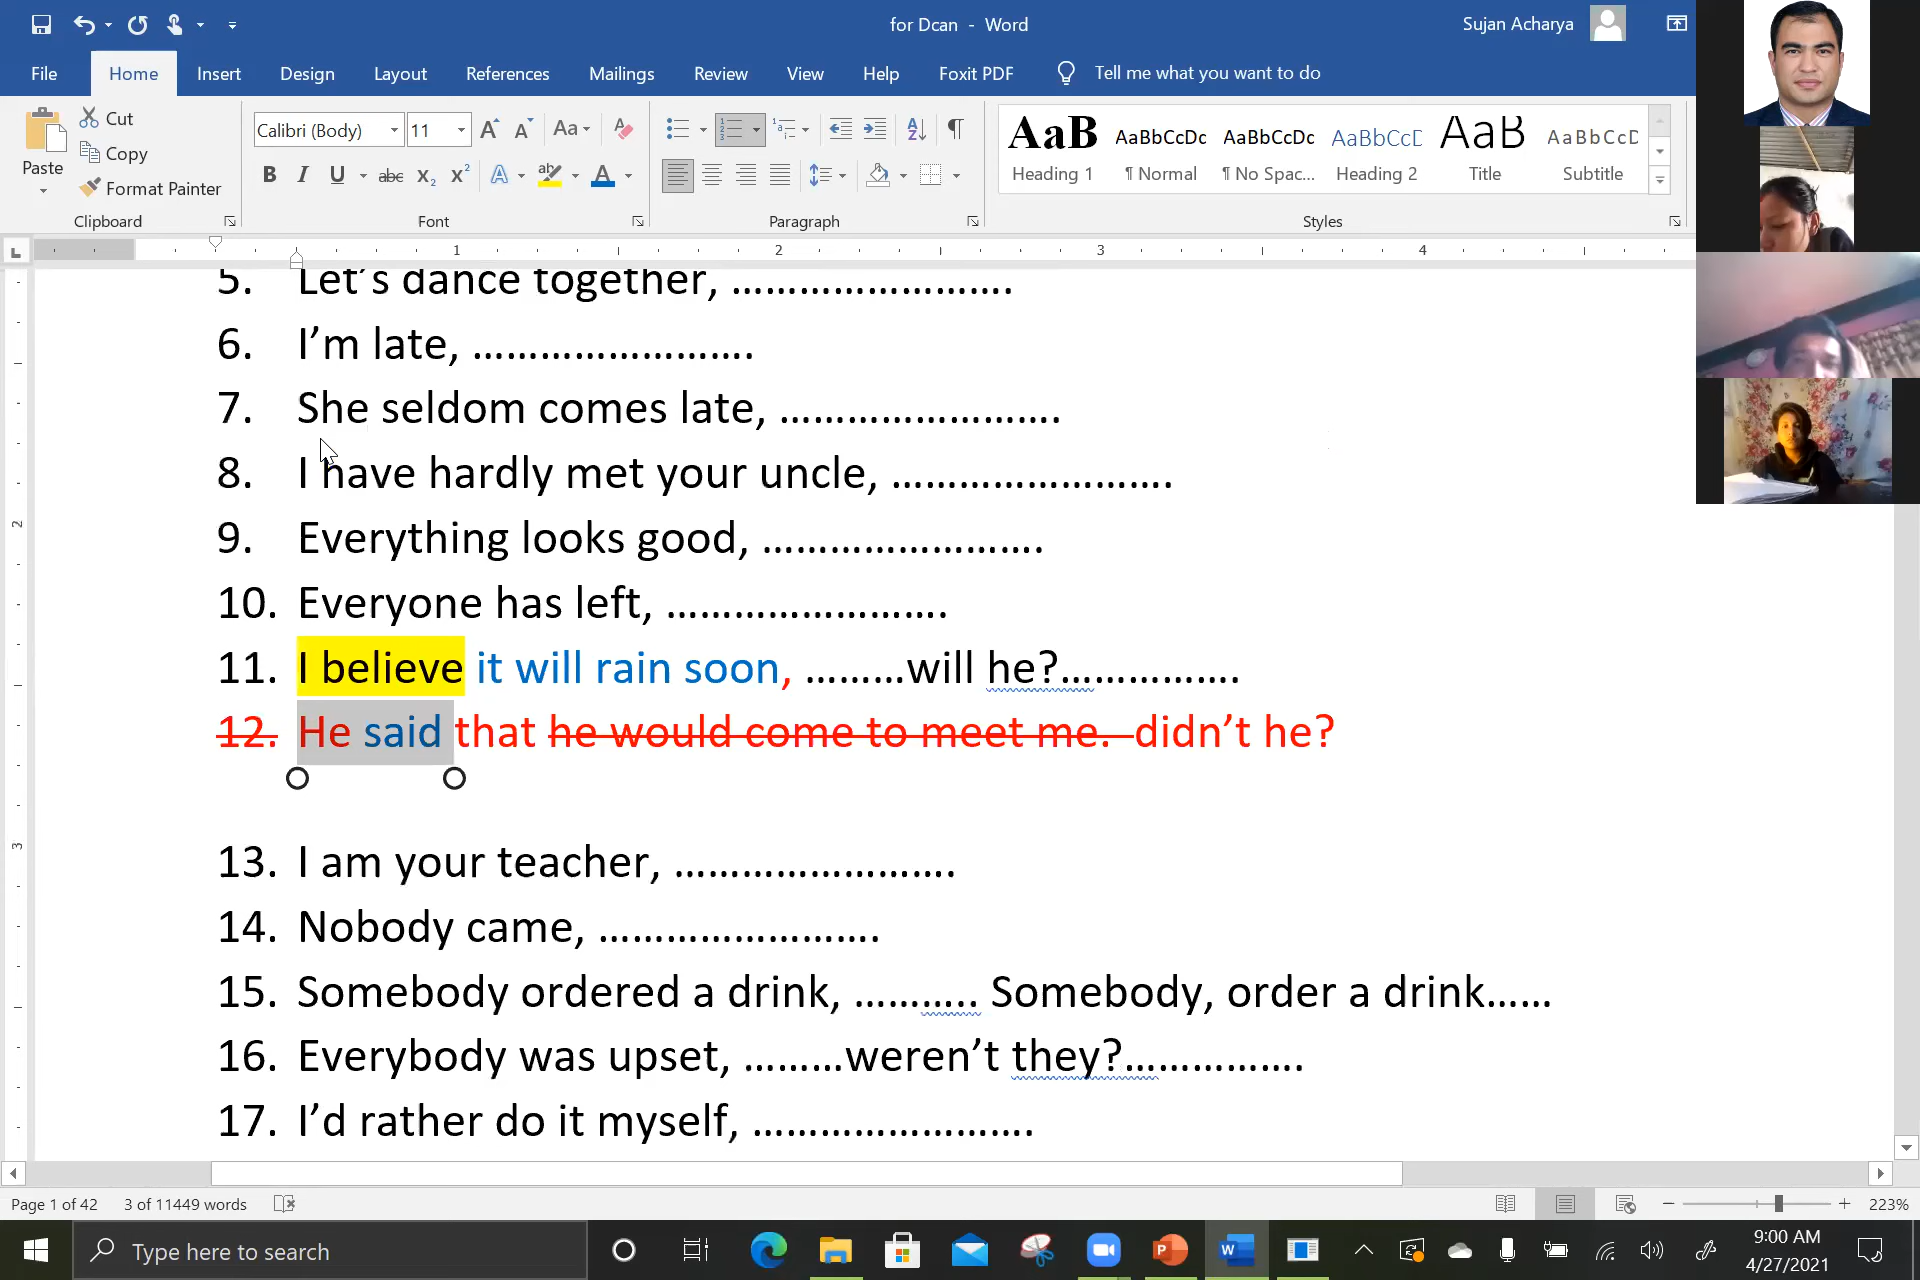 for Dcan - Word
Sujan Acharya
File Home Insert Design Layout References Mailings Review View Help Foxit PDF Tell me what you want to do
Paste Cut Copy Format Painter
Clipboard
Calibri (Body) 11
Font
Paragraph
AaB AaBbCcDc AaBbCcDc AaBbCcD AaB AaBbCcD
Heading 1 ¶ Normal ¶ No Spac... Heading 2 Title Subtitle
Styles
1 2 3 4
5. Let’s dance together, …………………….
6. I’m late, …………………….
7. She seldom comes late, …………………….
8. I have hardly met your uncle, …………………….
9. Everything looks good, …………………….
10. Everyone has left, …………………….
11. I believe it will rain soon, ………will he?…………….
12. He said that he would come to meet me. didn’t he?
13. I am your teacher, …………………….
14. Nobody came, …………………….
15. Somebody ordered a drink, ……….. Somebody, order a drink……
16. Everybody was upset, ………weren’t they?…………….
17. I’d rather do it myself, …………………….
2
3
Page 1 of 42 3 of 11449 words 223%
Type here to search
9:00 AM
4/27/2021